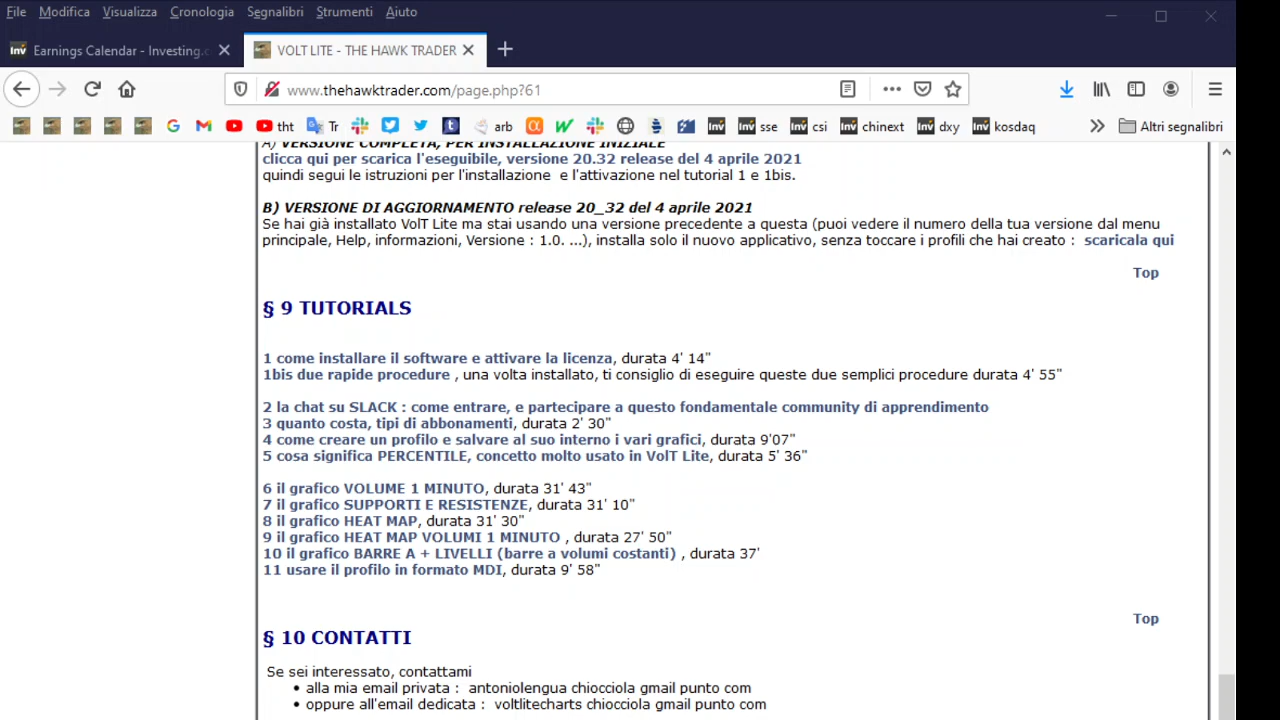 File Modifica Visualizza Cronologia Segnalibri Strumenti Aiuto
Earnings Calendar - Investing.c
VOLT LITE - THE HAWK TRADER
www.thehawktrader.com/page.php?61
tht Tr arb sse csi chinext dxy kosdaq Altri segnalibri
A) VERSIONE COMPLETA, PER INSTALLAZIONE INIZIALE
clicca qui per scarica l'eseguibile, versione 20.32 release del 4 aprile 2021
quindi segui le istruzioni per l'installazione e l'attivazione nel tutorial 1 e 1bis.
B) VERSIONE DI AGGIORNAMENTO release 20_32 del 4 aprile 2021
Se hai già installato VolT Lite ma stai usando una versione precedente a questa (puoi vedere il numero della tua versione dal menu
principale, Help, informazioni, Versione : 1.0. ...), installa solo il nuovo applicativo, senza toccare i profili che hai creato : scaricala qui
Top
§ 9 TUTORIALS
1 come installare il software e attivare la licenza, durata 4' 14"
1bis due rapide procedure , una volta installato, ti consiglio di eseguire queste due semplici procedure durata 4' 55"
2 la chat su SLACK : come entrare, e partecipare a questo fondamentale community di apprendimento
3 quanto costa, tipi di abbonamenti, durata 2' 30"
4 come creare un profilo e salvare al suo interno i vari grafici, durata 9'07"
5 cosa significa PERCENTILE, concetto molto usato in VolT Lite, durata 5' 36"
6 il grafico VOLUME 1 MINUTO, durata 31' 43"
7 il grafico SUPPORTI E RESISTENZE, durata 31' 10"
8 il grafico HEAT MAP, durata 31' 30"
9 il grafico HEAT MAP VOLUMI 1 MINUTO , durata 27' 50"
10 il grafico BARRE A + LIVELLI (barre a volumi costanti) , durata 37'
11 usare il profilo in formato MDI, durata 9' 58"
Top
§ 10 CONTATTI
Se sei interessato, contattami
• alla mia email privata : antoniolengua chiocciola gmail punto com
• oppure all'email dedicata : voltlitecharts chiocciola gmail punto com